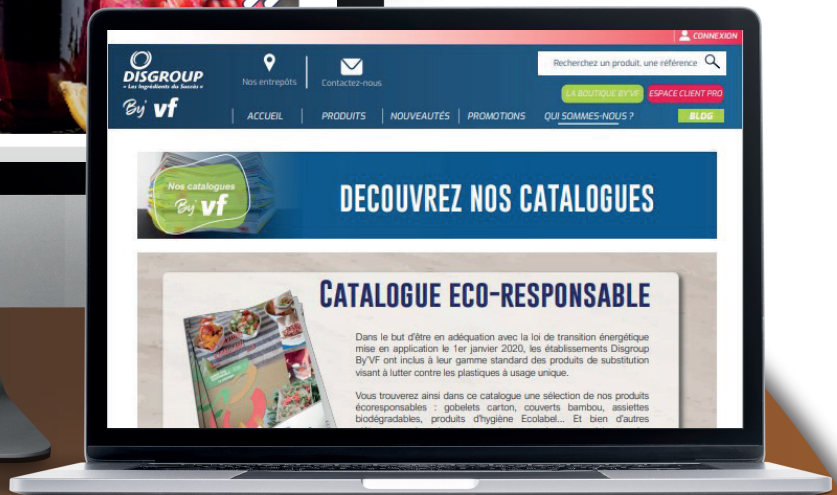 CONNEXION
DISGROUP
« Les Ingrédients du Succès »
By' vf
Nos entrepôts
Contactez-nous
Recherchez un produit, une référence
LA BOUTIQUE BY'VF
ESPACE CLIENT PRO
ACCUEIL
PRODUITS
NOUVEAUTÉS
PROMOTIONS
QUI SOMMES-NOUS ?
BLOG
Nos catalogues
By' vf
DECOUVREZ NOS CATALOGUES
CATALOGUE ECO-RESPONSABLE
Dans le but d'être en adéquation avec la loi de transition énergétique
mise en application le 1er janvier 2020, les établissements Disgroup
By'VF ont inclus à leur gamme standard des produits de substitution
visant à lutter contre les plastiques à usage unique.
Vous trouverez ainsi dans ce catalogue une sélection de nos produits
écoresponsables : gobelets carton, couverts bambou, assiettes
biodégradables, produits d'hygiène Ecolabel... Et bien d'autres